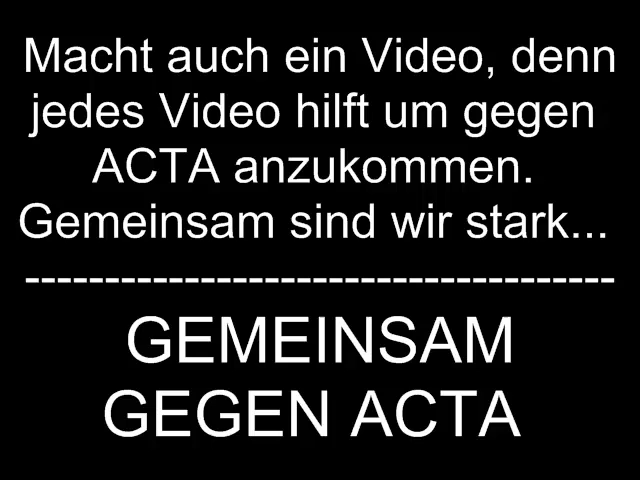 Macht auch ein Video, denn
jedes Video hilft um gegen
ACTA anzukommen.
Gemeinsam sind wir stark...
-------------------------------------
GEMEINSAM
GEGEN ACTA